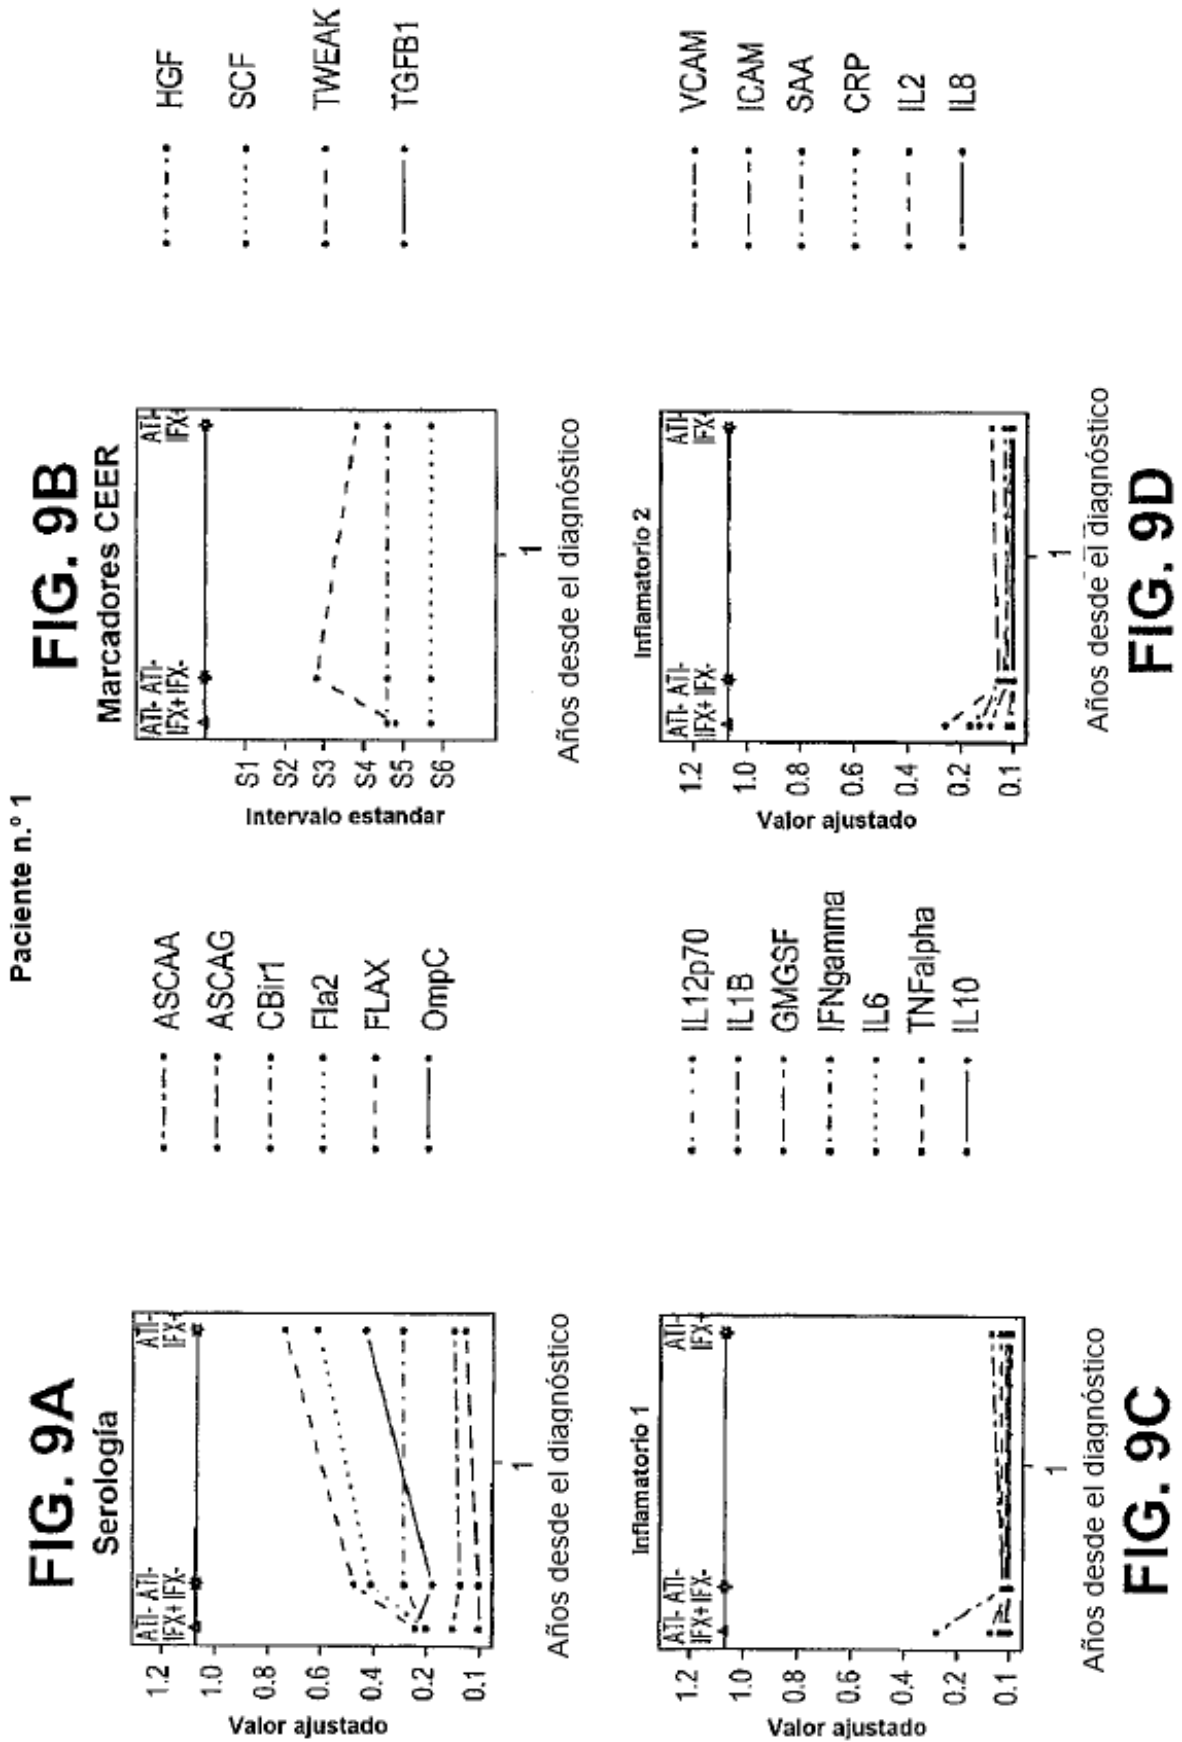 Paciente n.º 1
FIG. 9A
Serología
ATI- ATI- ATI-
IFX+ IFX- IFX+
1.2
1.0
0.8
0.6
0.4
0.2
0.1
Valor ajustado
1
Años desde el diagnóstico
ASCAA
ASCAG
CBir1
Fla2
FLAX
OmpC
FIG. 9B
Marcadores CEER
ATI- ATI- ATI-
IFX+ IFX- IFX+
S1
S2
S3
S4
S5
S6
Intervalo estandar
1
Años desde el diagnóstico
HGF
SCF
TWEAK
TGFB1
Inflamatorio 1
ATI- ATI- ATI-
IFX+ IFX- IFX+
1.2
1.0
0.8
0.6
0.4
0.2
0.1
Valor ajustado
1
Años desde el diagnóstico
FIG. 9C
IL12p70
IL1B
GMGSF
IFNgamma
IL6
TNFalpha
IL10
Inflamatorio 2
ATI- ATI- ATI-
IFX+ IFX- IFX+
1.2
1.0
0.8
0.6
0.4
0.2
0.1
Valor ajustado
1
Años desde el diagnóstico
FIG. 9D
VCAM
ICAM
SAA
CRP
IL2
IL8